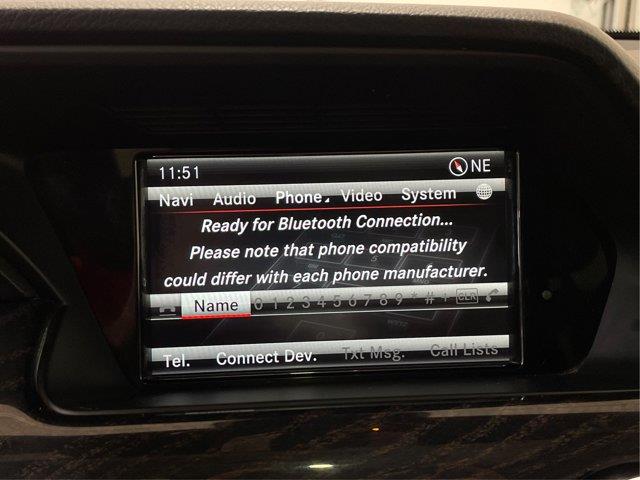 11:51 NE
Navi Audio Phone Video System
Ready for Bluetooth Connection...
Please note that phone compatibility
could differ with each phone manufacturer.
Name 0 1 2 3 4 5 6 7 8 9 * # + CLR
Tel. Connect Dev. Txt Msg. Call Lists